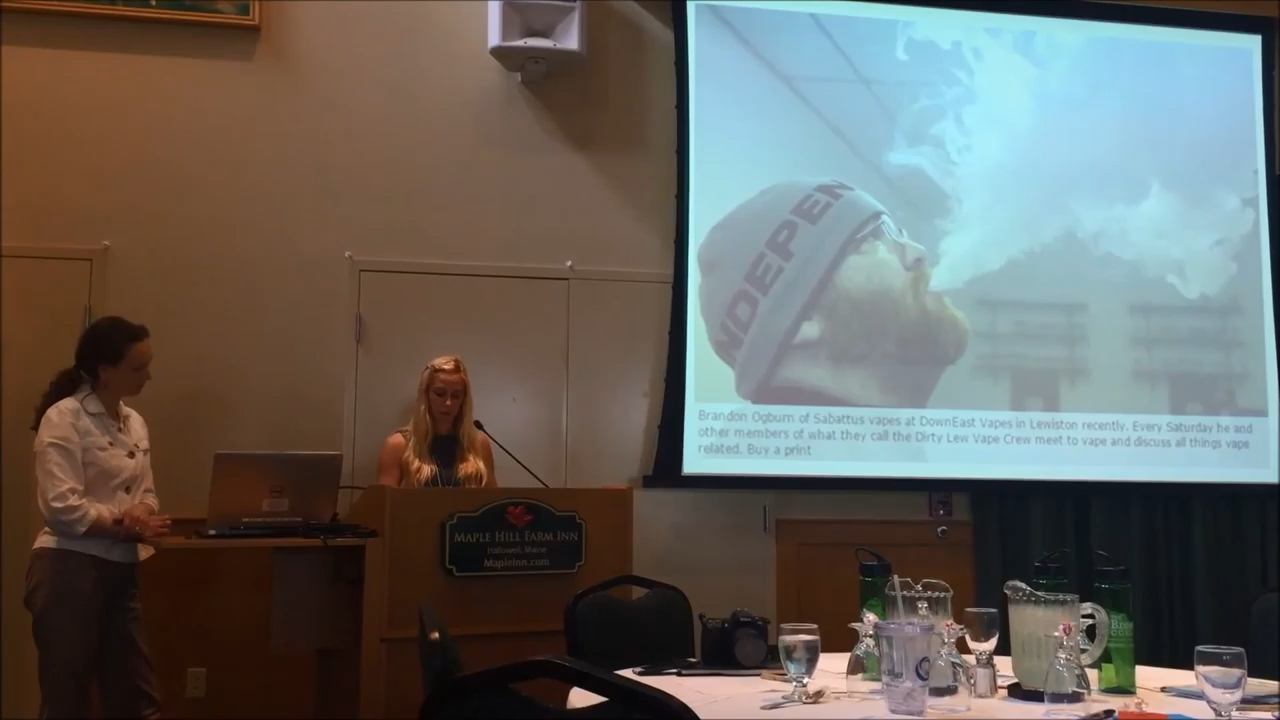 NDEPEN
Brandon Ogburn of Sabattus vapes at DownEast Vapes in Lewiston recently. Every Saturday he and
other members of what they call the Dirty Lew Vape Crew meet to vape and discuss all things vape
related. Buy a print
MAPLE HILL FARM INN
Hallowell, Maine
MapleInn.com